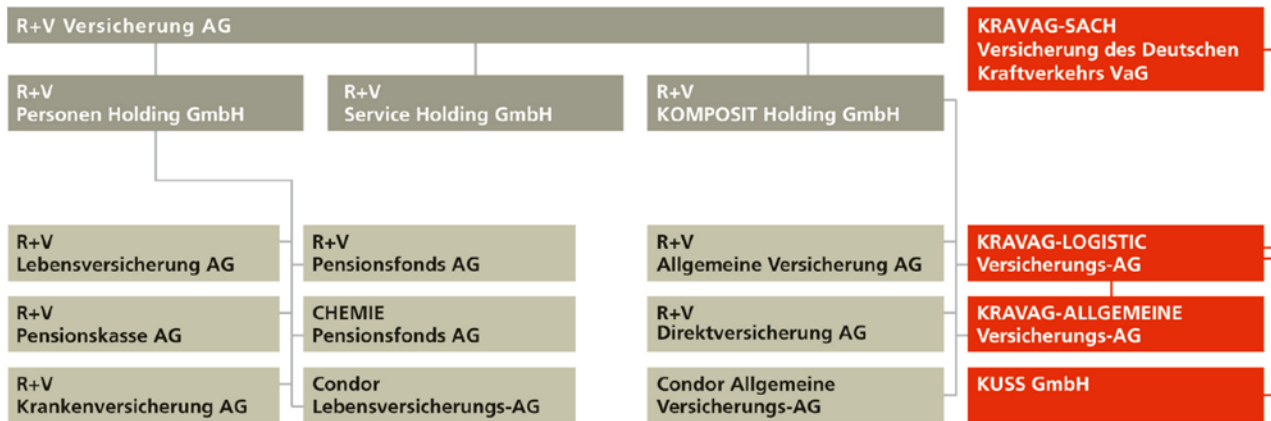 R+V Versicherung AG
KRAVAG-SACH
Versicherung des Deutschen
Kraftverkehrs VaG
R+V
Personen Holding GmbH
R+V
Service Holding GmbH
R+V
KOMPOSIT Holding GmbH
R+V
Lebensversicherung AG
R+V
Pensionsfonds AG
R+V
Allgemeine Versicherung AG
KRAVAG-LOGISTIC
Versicherungs-AG
R+V
Pensionskasse AG
CHEMIE
Pensionsfonds AG
R+V
Direktversicherung AG
KRAVAG-ALLGEMEINE
Versicherungs-AG
R+V
Krankenversicherung AG
Condor
Lebensversicherungs-AG
Condor Allgemeine
Versicherungs-AG
KUSS GmbH